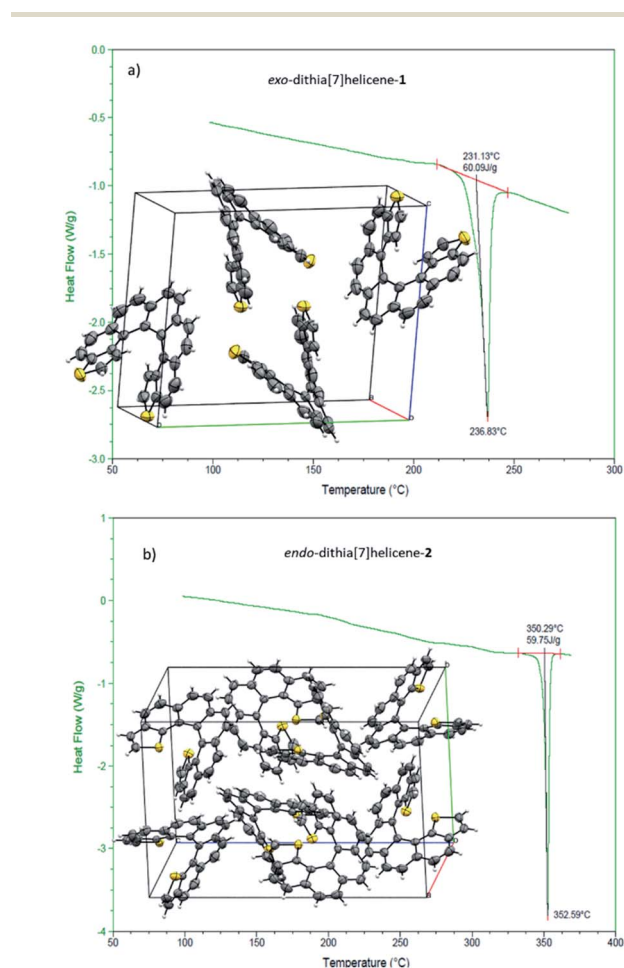 a)
exo-dithia[7]helicene-1
0.0
-0.5
-1.0
-1.5
-2.0
-2.5
-3.0
Heat Flow (W/g)
231.13°C
60.09J/g
236.83°C
50
100
150
200
250
300
Temperature (°C)
b)
endo-dithia[7]helicene-2
1
0
-1
-2
-3
-4
Heat Flow (W/g)
350.29°C
59.75J/g
352.59°C
50
100
150
200
250
300
350
400
Temperature (°C)